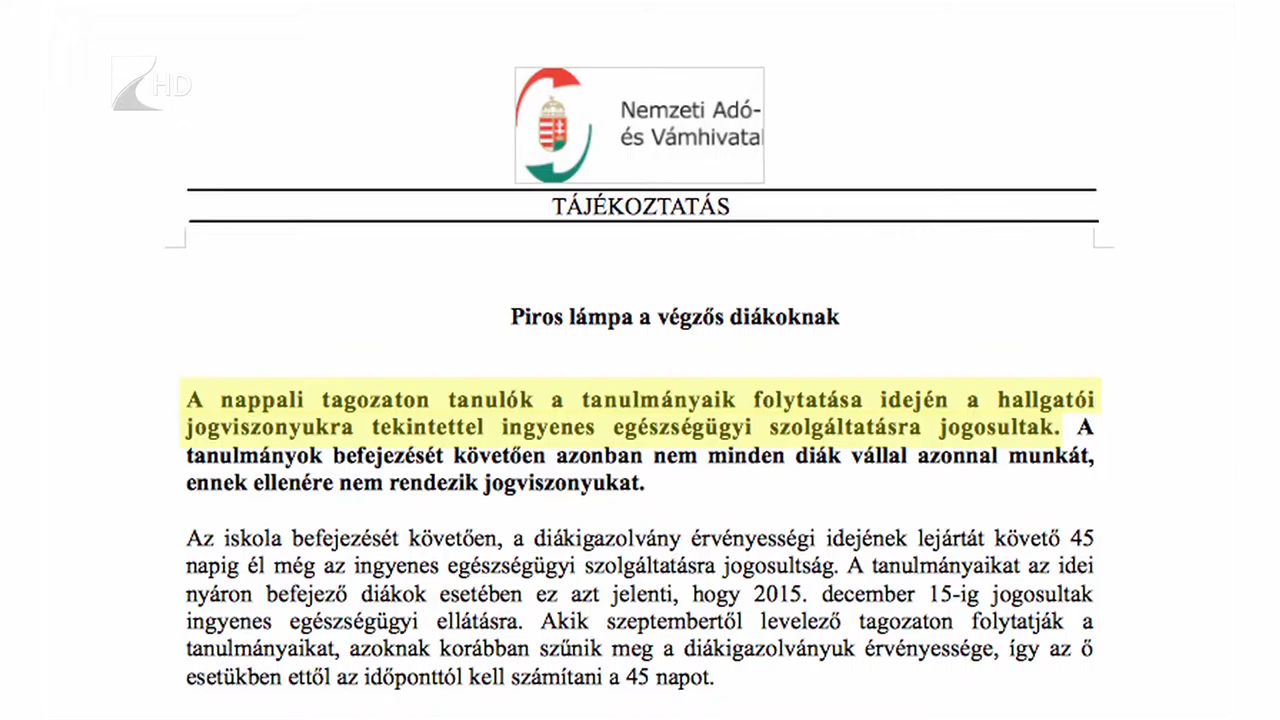 HD
Nemzeti Adó-
és Vámhivatal
TÁJÉKOZTATÁS
Piros lámpa a végzős diákoknak
A nappali tagozaton tanulók a tanulmányaik folytatása idején a hallgatói
jogviszonyukra tekintettel ingyenes egészségügyi szolgáltatásra jogosultak. A
tanulmányok befejezését követően azonban nem minden diák vállal azonnal munkát,
ennek ellenére nem rendezik jogviszonyukat.
Az iskola befejezését követően, a diákigazolvány érvényességi idejének lejártát követő 45
napig él még az ingyenes egészségügyi szolgáltatásra jogosultság. A tanulmányaikat az idei
nyáron befejező diákok esetében ez azt jelenti, hogy 2015. december 15-ig jogosultak
ingyenes egészségügyi ellátásra. Akik szeptembertől levelező tagozaton folytatják a
tanulmányaikat, azoknak korábban szűnik meg a diákigazolványuk érvényessége, így az ő
esetükben ettől az időponttól kell számítani a 45 napot.